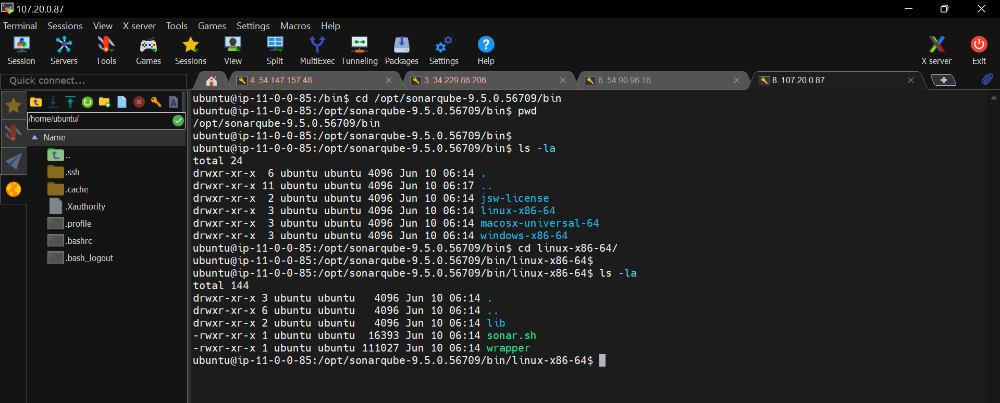 107.20.0.87
Terminal Sessions View X server Tools Games Settings Macros Help
Session Servers Tools Games Sessions View Split MultiExec Tunneling Packages Settings Help X server Exit
Quick connect...
4. 54.147.157.48
3. 34.229.86.206
6. 54.90.96.16
8. 107.20.0.87
/home/ubuntu/
Name
..
.ssh
.cache
.Xauthority
.profile
.bashrc
.bash_logout
ubuntu@ip-11-0-0-85:/bin$ cd /opt/sonarqube-9.5.0.56709/bin
ubuntu@ip-11-0-0-85:/opt/sonarqube-9.5.0.56709/bin$ pwd
/opt/sonarqube-9.5.0.56709/bin
ubuntu@ip-11-0-0-85:/opt/sonarqube-9.5.0.56709/bin$
ubuntu@ip-11-0-0-85:/opt/sonarqube-9.5.0.56709/bin$ ls -la
total 24
drwxr-xr-x  6 ubuntu ubuntu 4096 Jun 10 06:14 .
drwxr-xr-x 11 ubuntu ubuntu 4096 Jun 10 06:17 ..
drwxr-xr-x  2 ubuntu ubuntu 4096 Jun 10 06:14 jsw-license
drwxr-xr-x  3 ubuntu ubuntu 4096 Jun 10 06:14 linux-x86-64
drwxr-xr-x  3 ubuntu ubuntu 4096 Jun 10 06:14 macosx-universal-64
drwxr-xr-x  3 ubuntu ubuntu 4096 Jun 10 06:14 windows-x86-64
ubuntu@ip-11-0-0-85:/opt/sonarqube-9.5.0.56709/bin$ cd linux-x86-64/
ubuntu@ip-11-0-0-85:/opt/sonarqube-9.5.0.56709/bin/linux-x86-64$
ubuntu@ip-11-0-0-85:/opt/sonarqube-9.5.0.56709/bin/linux-x86-64$ ls -la
total 144
drwxr-xr-x 3 ubuntu ubuntu   4096 Jun 10 06:14 .
drwxr-xr-x 6 ubuntu ubuntu   4096 Jun 10 06:14 ..
drwxr-xr-x 2 ubuntu ubuntu   4096 Jun 10 06:14 lib
-rwxr-xr-x 1 ubuntu ubuntu  16393 Jun 10 06:14 sonar.sh
-rwxr-xr-x 1 ubuntu ubuntu 111027 Jun 10 06:14 wrapper
ubuntu@ip-11-0-0-85:/opt/sonarqube-9.5.0.56709/bin/linux-x86-64$